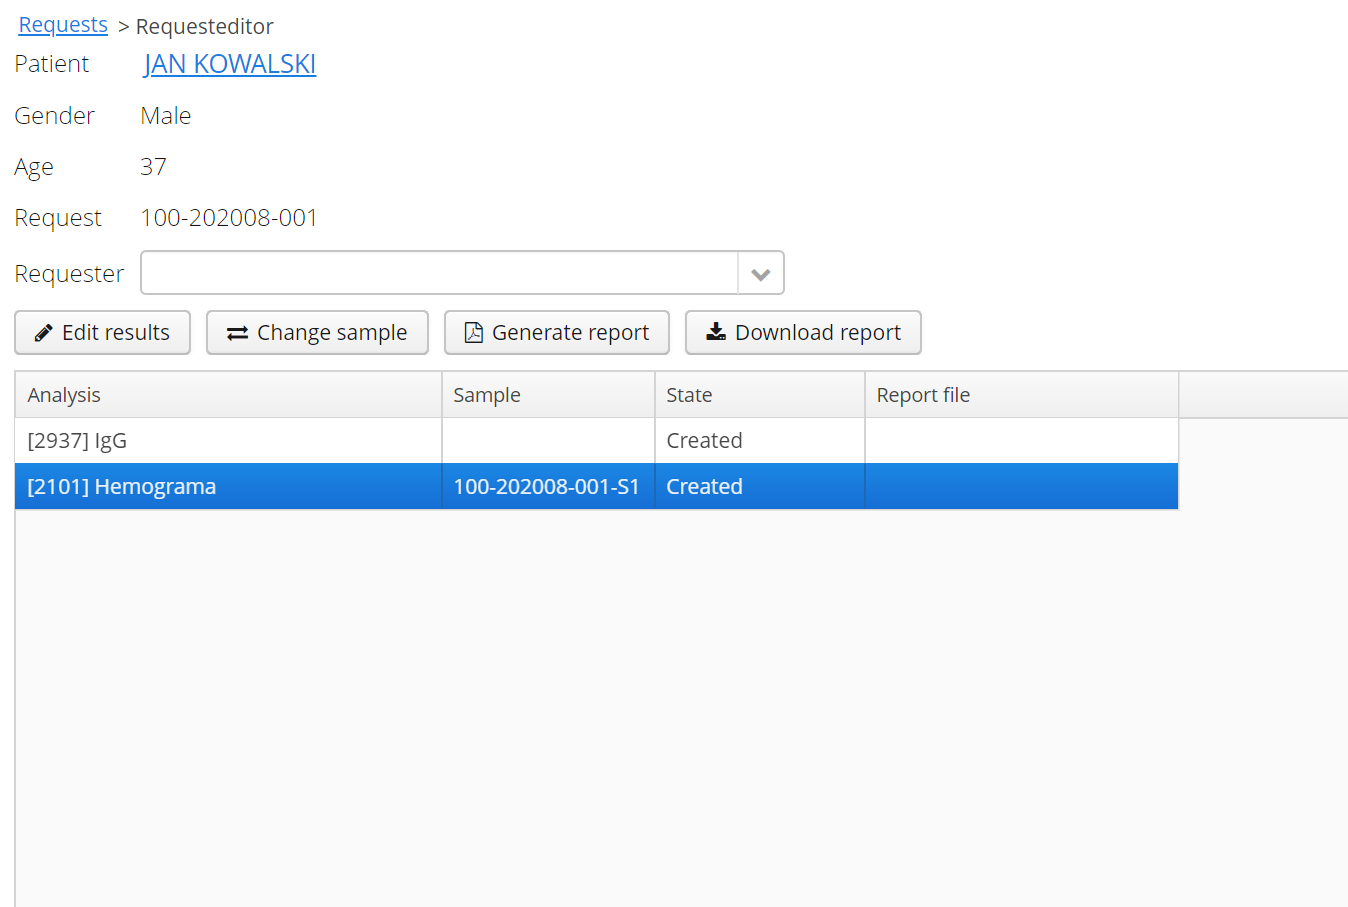 Requests > Requesteditor
Patient JAN KOWALSKI
Gender Male
Age 37
Request 100-202008-001
Requester
Edit results Change sample Generate report Download report
Analysis Sample State Report file
[2937] IgG Created
[2101] Hemograma 100-202008-001-S1 Created